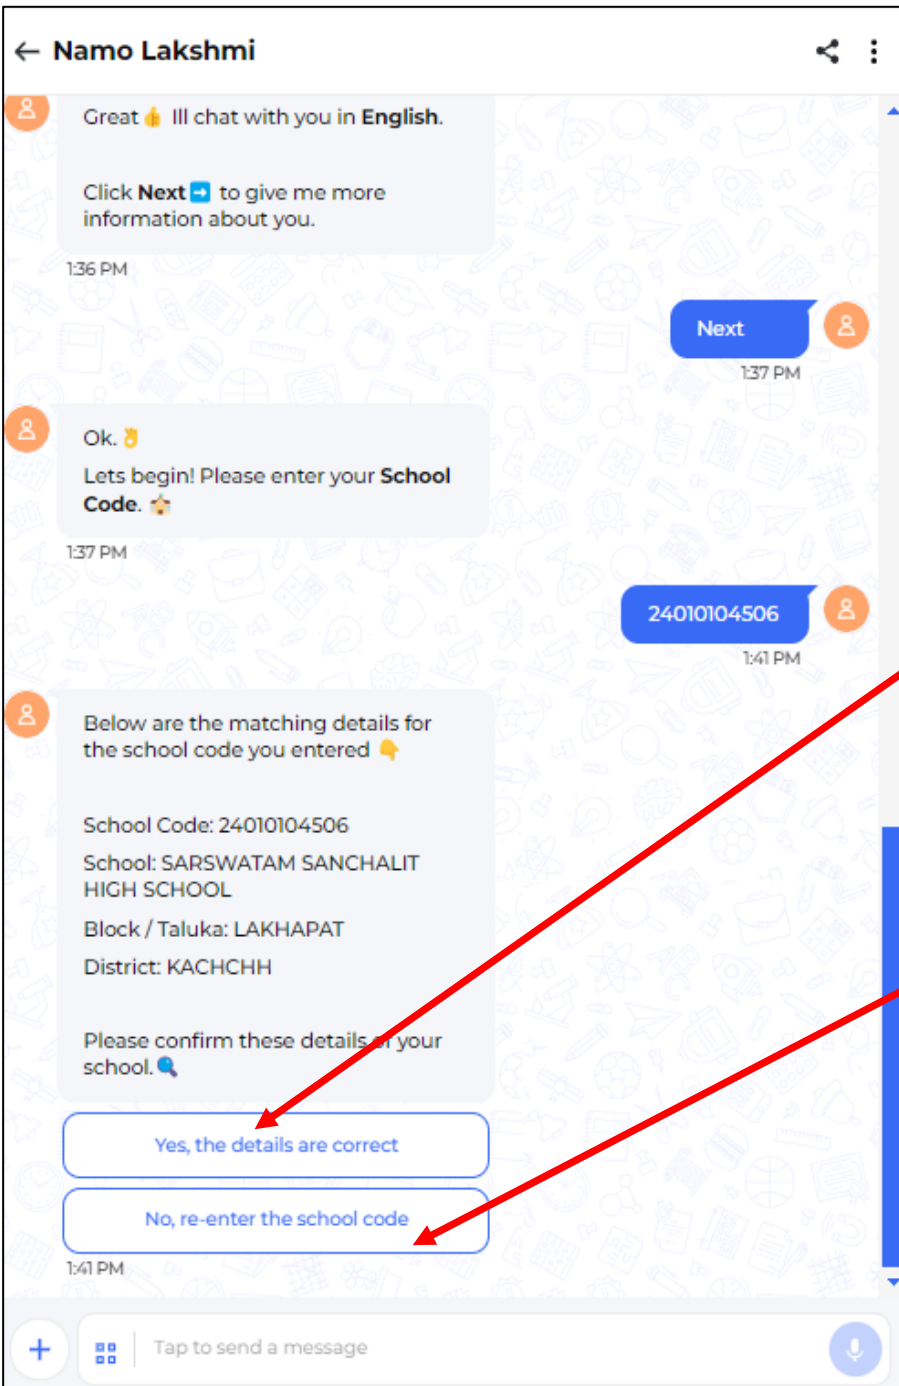 Namo Lakshmi
Great👍 Ill chat with you in English.
Click Next➡️ to give me more
information about you.
1:36 PM
Next
1:37 PM
Ok.👌
Lets begin! Please enter your School
Code. 🏫
1:37 PM
24010104506
1:41 PM
Below are the matching details for
the school code you entered 👇
School Code: 24010104506
School: SARSWATAM SANCHALIT
HIGH SCHOOL
Block / Taluka: LAKHAPAT
District: KACHCHH
Please confirm these details of your
school.🔍
Yes, the details are correct
No, re-enter the school code
1:41 PM
Tap to send a message